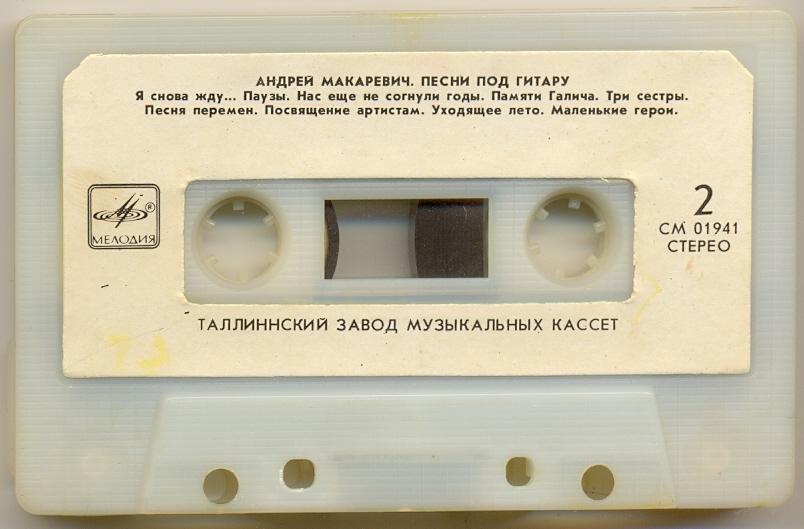 АНДРЕЙ МАКАРЕВИЧ. ПЕСНИ ПОД ГИТАРУ
Я снова жду... Паузы. Нас еще не согнули годы. Памяти Галича. Три сестры.
Песня перемен. Посвящение артистам. Уходящее лето. Маленькие герои.
®
МЕЛОДИЯ
2
СМ 01941
СТЕРЕО
ТАЛЛИННСКИЙ ЗАВОД МУЗЫКАЛЬНЫХ КАССЕТ